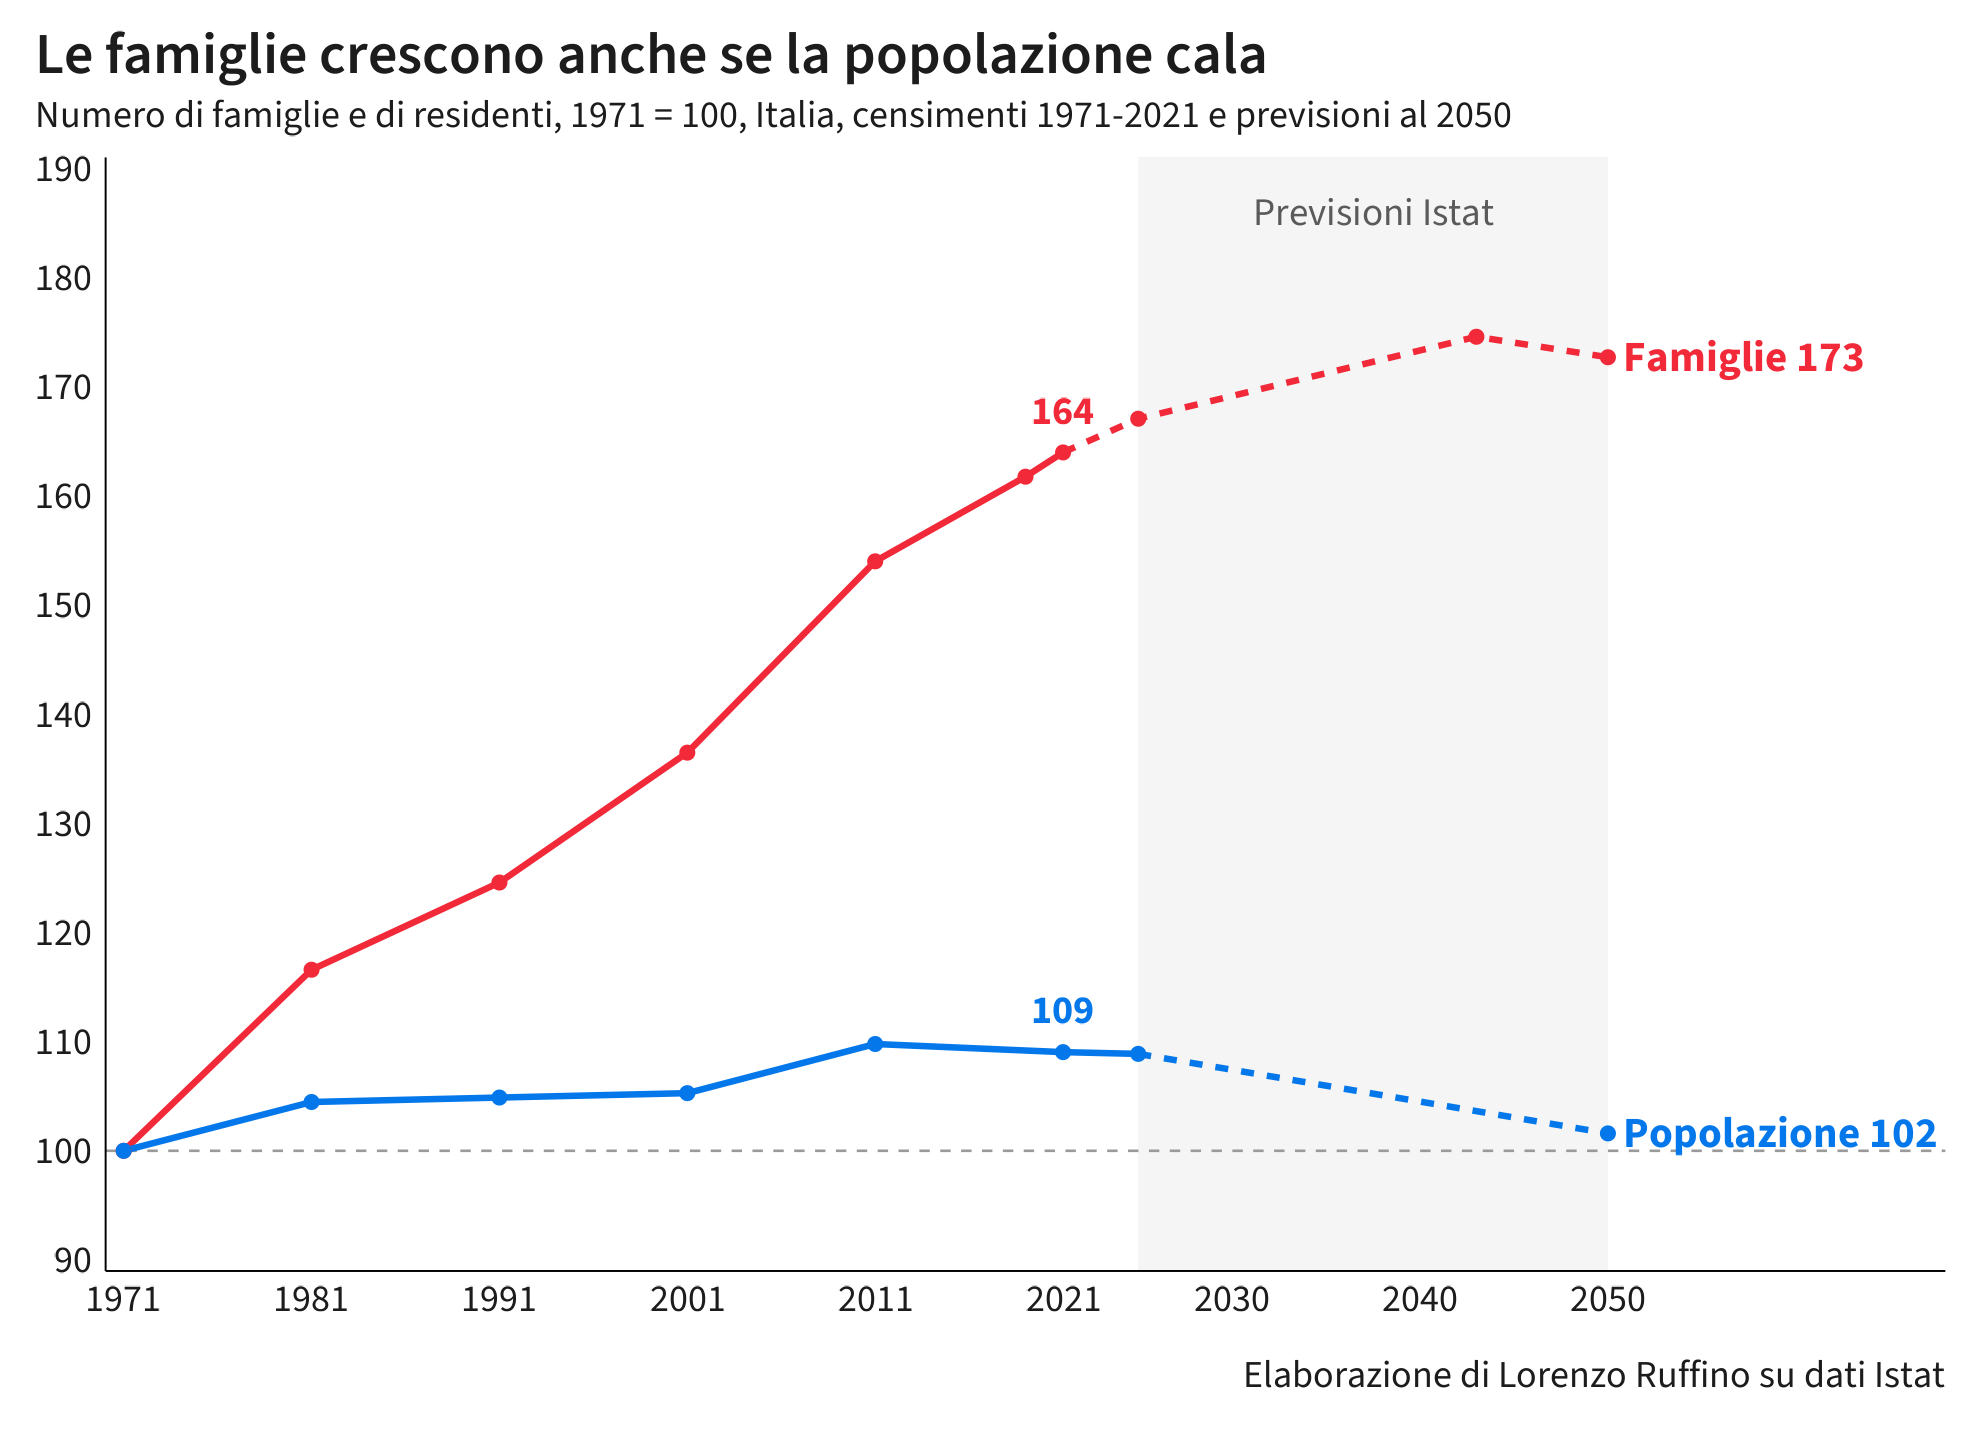 Le famiglie crescono anche se la popolazione cala
Numero di famiglie e di residenti, 1971 = 100, Italia, censimenti 1971-2021 e previsioni al 2050
190
Previsioni Istat
180
Famiglie 173
170
164
160
150
140
130
120
110
109
Popolazione 102
100
90
1971 1981 1991 2001 2011 2021 2030 2040 2050
Elaborazione di Lorenzo Ruffino su dati Istat